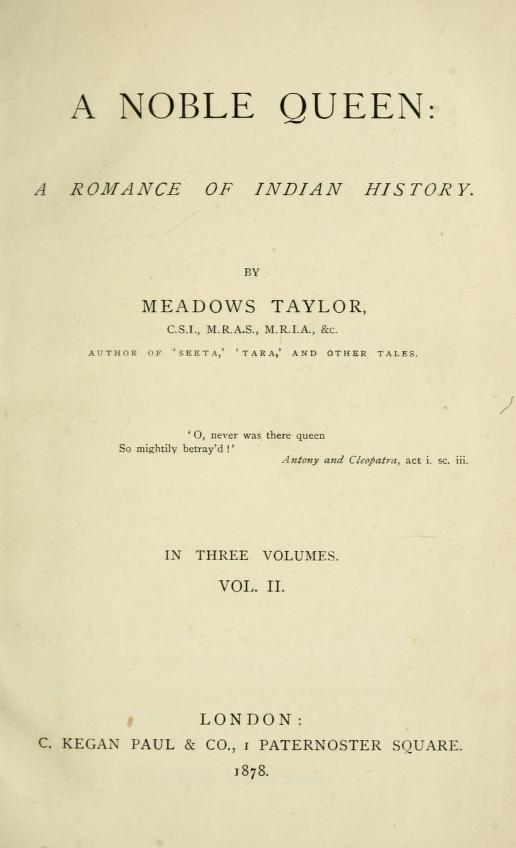 A NOBLE QUEEN:
A ROMANCE OF INDIAN HISTORY.
BY
MEADOWS TAYLOR,
C.S.I., M.R.A.S., M.R.I.A., &c.
AUTHOR OF ‘SEETA,’ ‘TARA,’ AND OTHER TALES.
‘O, never was there queen
So mightily betray'd!’
Antony and Cleopatra, act i. sc. iii.
IN THREE VOLUMES.
VOL. II.
LONDON:
C. KEGAN PAUL & CO., 1 PATERNOSTER SQUARE.
1878.